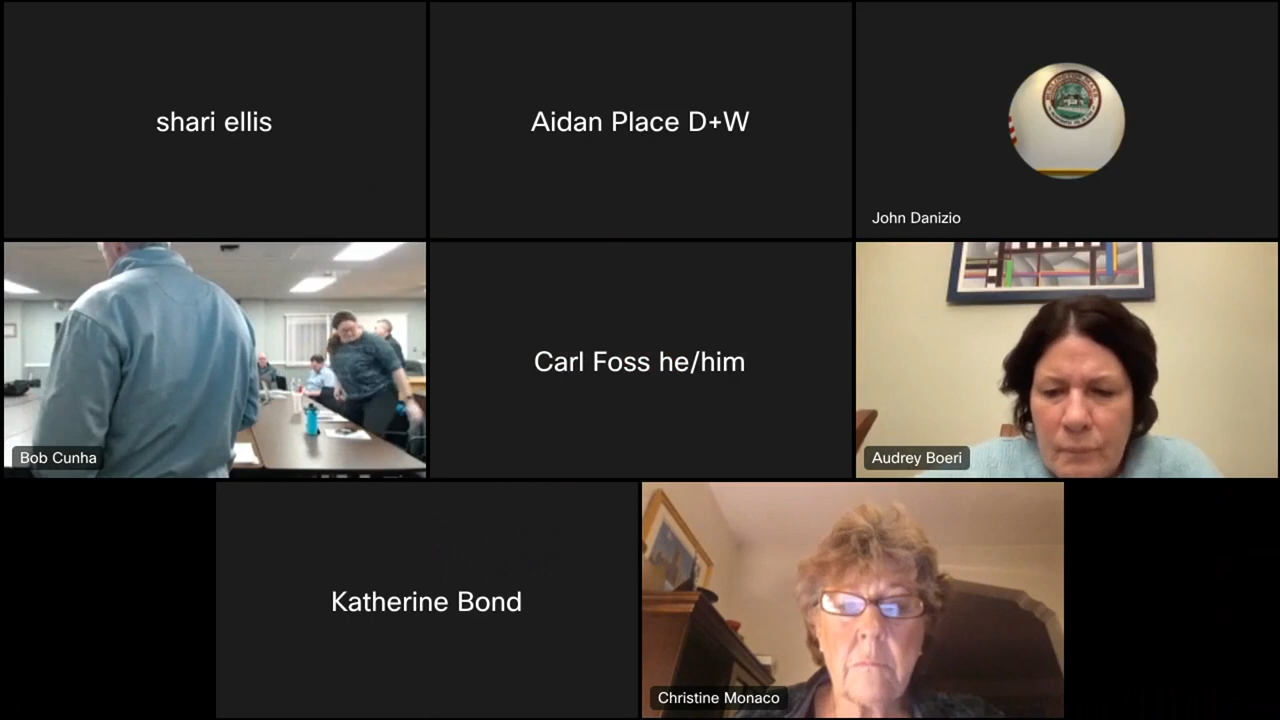 shari ellis
Aidan Place D+W
John Danizio
Bob Cunha
Carl Foss he/him
Audrey Boeri
Katherine Bond
Christine Monaco